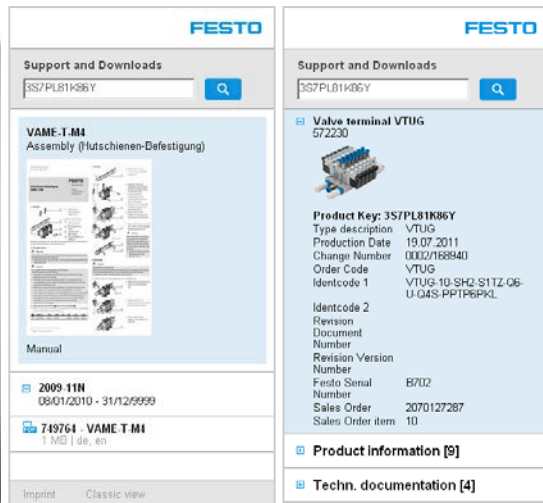 FESTO
Support and Downloads
3S7PL81K86Y
VAME-T-M4
Assembly (Hutschienen-Befestigung)
Manual
2009-11N
08/01/2010 - 31/12/9999
749764 - VAME-T-M4
1 MB | de, en
Imprint Classic view
FESTO
Support and Downloads
3S7PL81K86Y
Valve terminal VTUG
572230
Product Key: 3S7PL81K86Y
Type description VTUG
Production Date 19.07.2011
Change Number 0002/168940
Order Code VTUG
Identcode 1 VTUG-10-SH2-S1TZ-Q6-
U-Q4S-PPTP6PKL
Identcode 2
Revision
Document
Number
Revision Version
Number
Festo Serial B702
Number
Sales Order 2070127287
Sales Order item 10
Product information [9]
Techn. documentation [4]